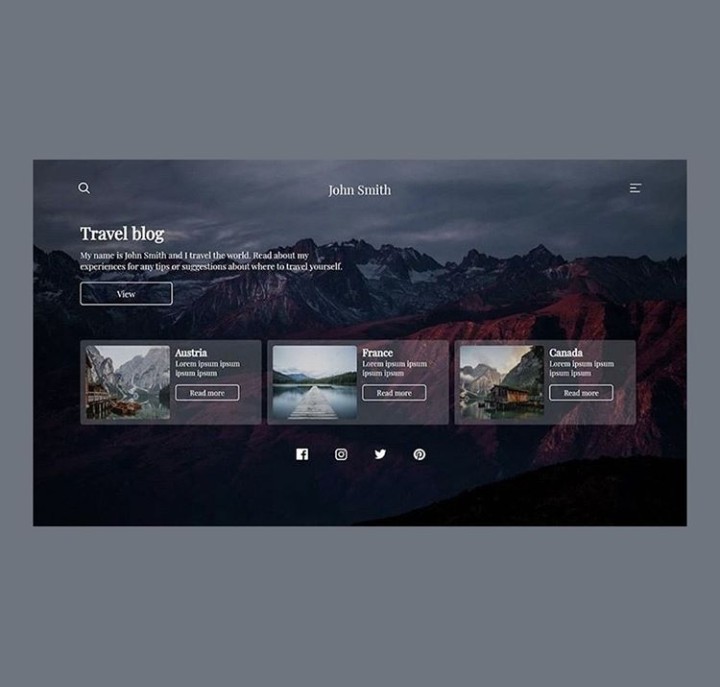 John Smith
Travel blog
My name is John Smith and I travel the world. Read about my
experiences for any tips or suggestions about where to travel yourself.
View
Austria
Lorem ipsum ipsum
ipsum ipsum
Read more
France
Lorem ipsum ipsum
ipsum ipsum
Read more
Canada
Lorem ipsum ipsum
ipsum ipsum
Read more